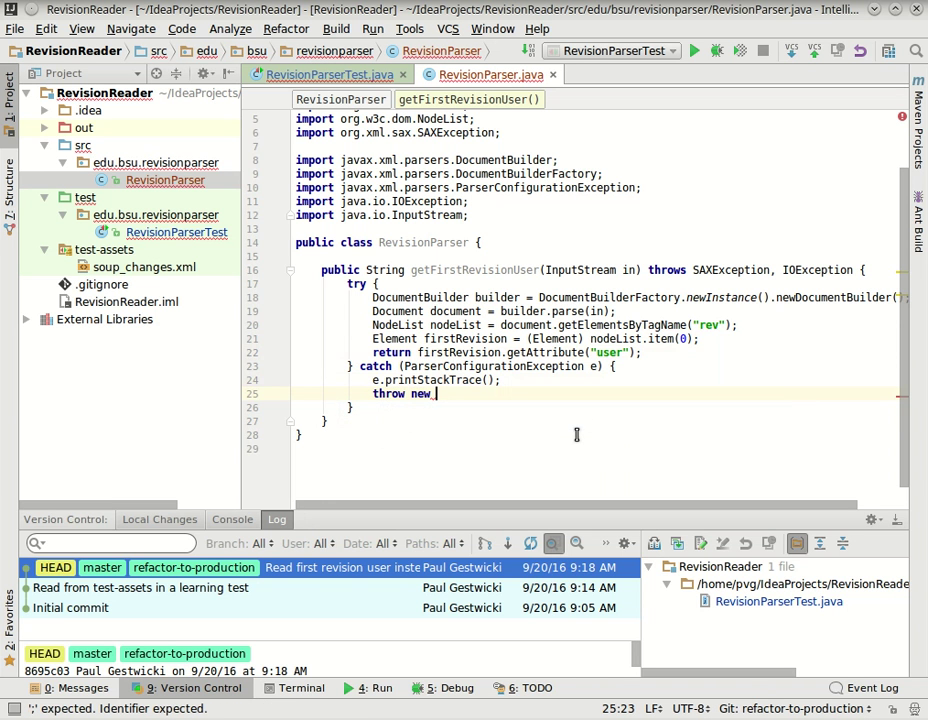 RevisionReader - [~/IdeaProjects/RevisionReader] - [RevisionReader] - ~/IdeaProjects/RevisionReader/src/edu/bsu/revisionparser/RevisionParser.java - Intelli...
File Edit View Navigate Code Analyze Refactor Build Run Tools VCS Window Help
RevisionReader src edu bsu revisionparser RevisionParser RevisionParserTest VCS VCS
1: Project
7: Structure
2: Favorites
Project
RevisionReader ~/IdeaProjects/
.idea
out
src
edu.bsu.revisionparser
RevisionParser
test
edu.bsu.revisionparser
RevisionParserTest
test-assets
soup_changes.xml
.gitignore
RevisionReader.iml
External Libraries
RevisionParserTest.java RevisionParser.java
RevisionParser getFirstRevisionUser()
5 import org.w3c.dom.NodeList;
6 import org.xml.sax.SAXException;
7
8 import javax.xml.parsers.DocumentBuilder;
9 import javax.xml.parsers.DocumentBuilderFactory;
10 import javax.xml.parsers.ParserConfigurationException;
11 import java.io.IOException;
12 import java.io.InputStream;
13
14 public class RevisionParser {
15
16 public String getFirstRevisionUser(InputStream in) throws SAXException, IOException {
17 try {
18 DocumentBuilder builder = DocumentBuilderFactory.newInstance().newDocumentBuilder();
19 Document document = builder.parse(in);
20 NodeList nodeList = document.getElementsByTagName("rev");
21 Element firstRevision = (Element) nodeList.item(0);
22 return firstRevision.getAttribute("user");
23 } catch (ParserConfigurationException e) {
24 e.printStackTrace();
25 throw new
26 }
27 }
28 }
29
Maven Projects
Ant Build
Version Control: Local Changes Console Log
Branch: All User: All Date: All Paths: All
HEAD master refactor-to-production Read first revision user inste Paul Gestwicki 9/20/16 9:18 AM
Read from test-assets in a learning test Paul Gestwicki 9/20/16 9:14 AM
Initial commit Paul Gestwicki 9/20/16 9:05 AM
HEAD master refactor-to-production
8695c03 Paul Gestwicki on 9/20/16 at 9:18 AM
RevisionReader 1 file
/home/pvg/IdeaProjects/RevisionReade
RevisionParserTest.java
0: Messages 9: Version Control Terminal 4: Run 5: Debug 6: TODO Event Log
';' expected. Identifier expected. 25:23 LF UTF-8 Git: refactor-to-production